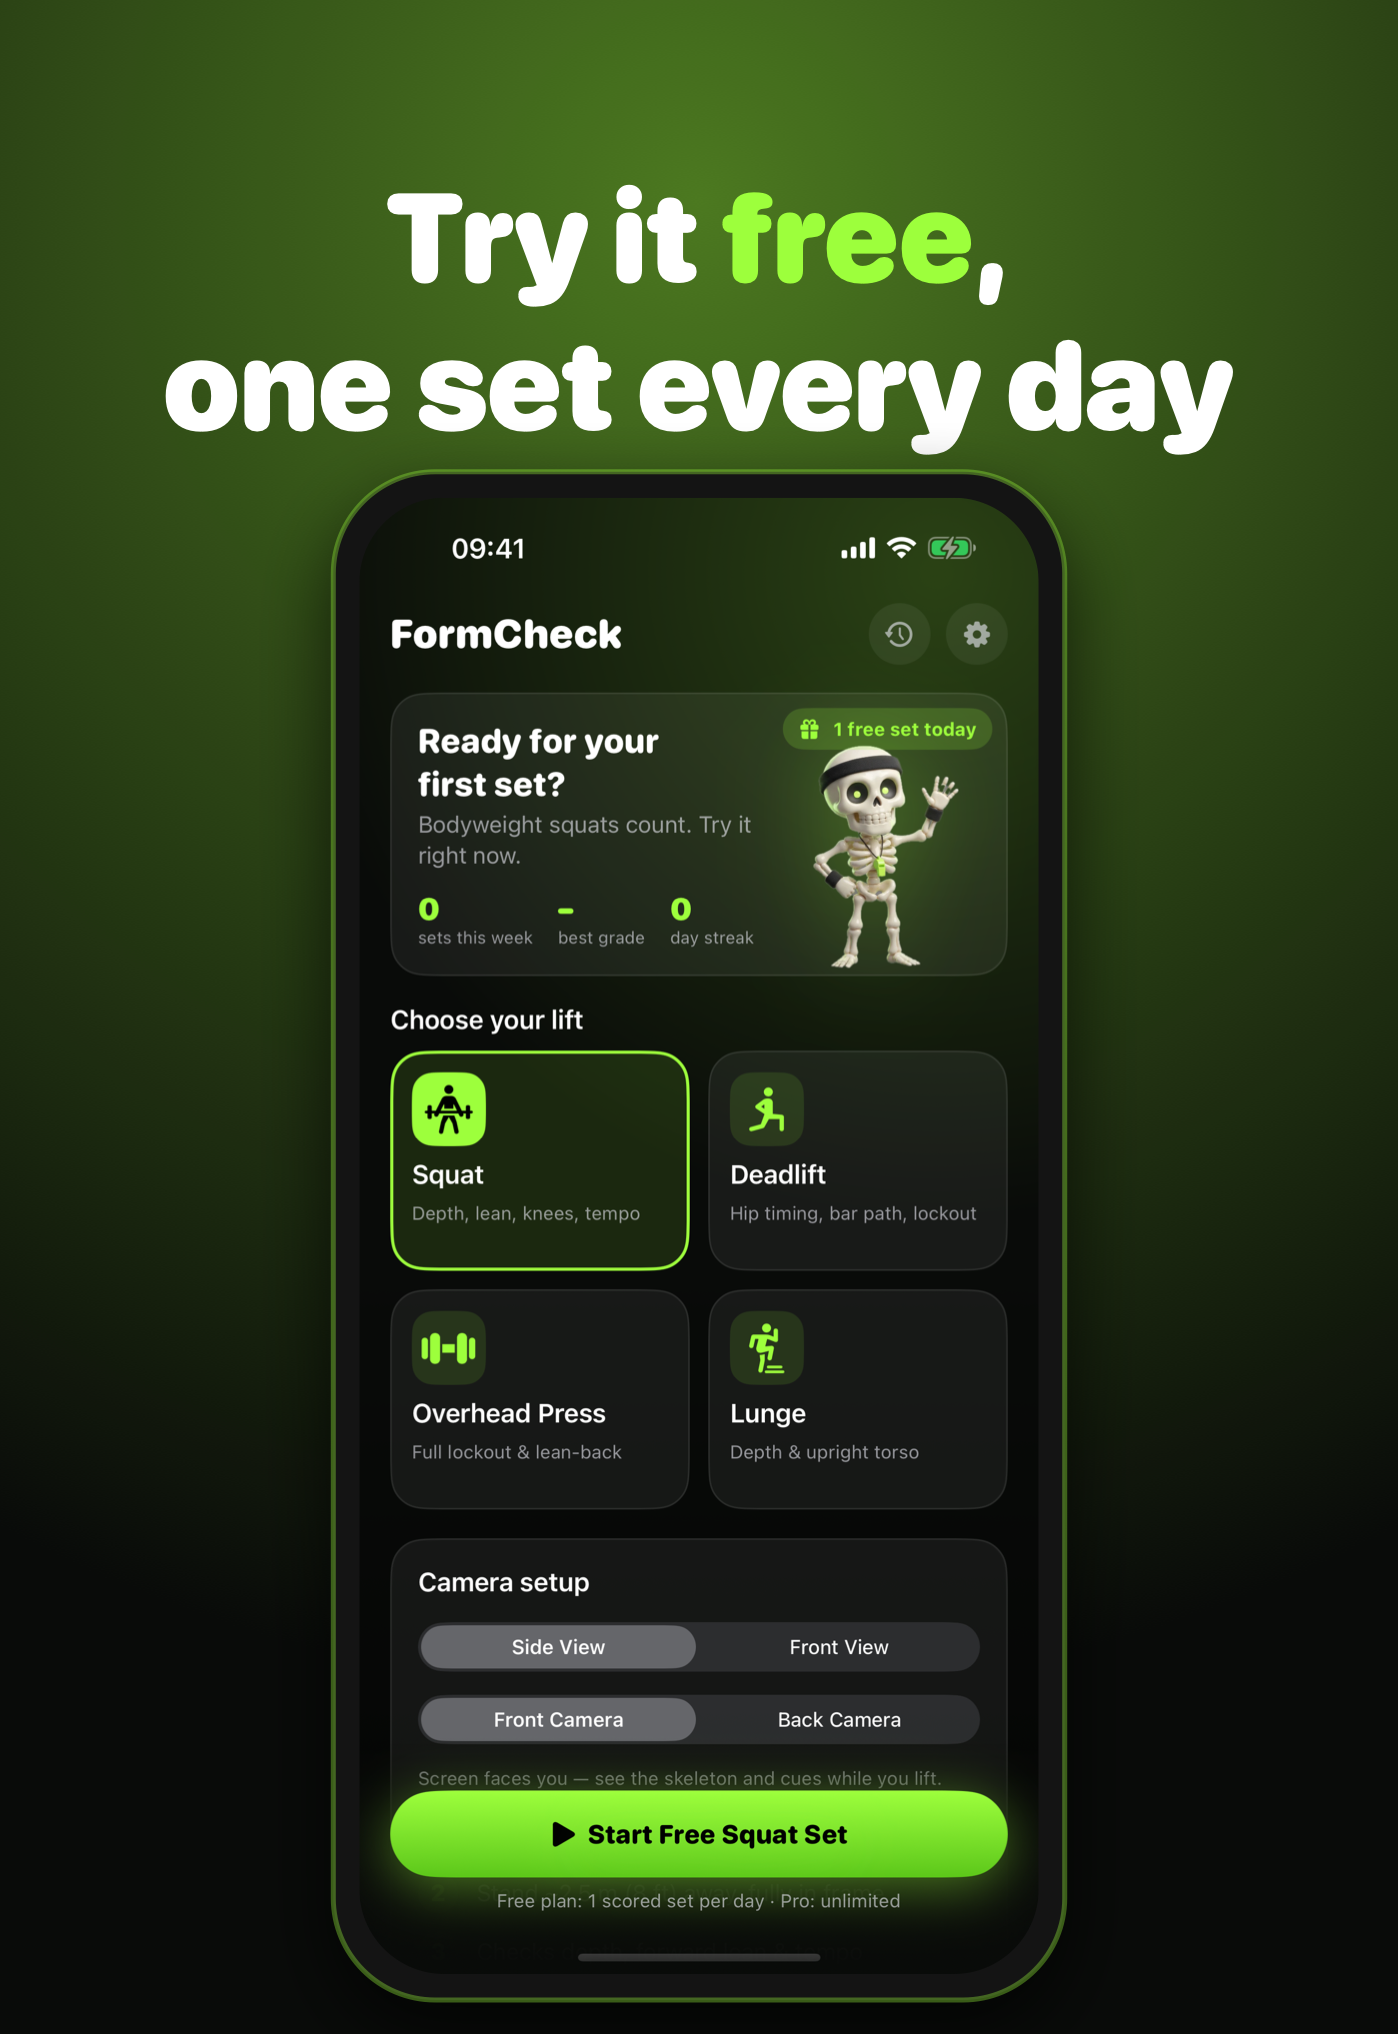 Try it free,
one set every day
09:41
FormCheck
1 free set today
Ready for your
first set?
Bodyweight squats count. Try it
right now.
0 – 0
sets this week best grade day streak
Choose your lift
Squat
Depth, lean, knees, tempo
Deadlift
Hip timing, bar path, lockout
Overhead Press
Full lockout & lean-back
Lunge
Depth & upright torso
Camera setup
Side View Front View
Front Camera Back Camera
Screen faces you — see the skeleton and cues while you lift.
Start Free Squat Set
Free plan: 1 scored set per day · Pro: unlimited